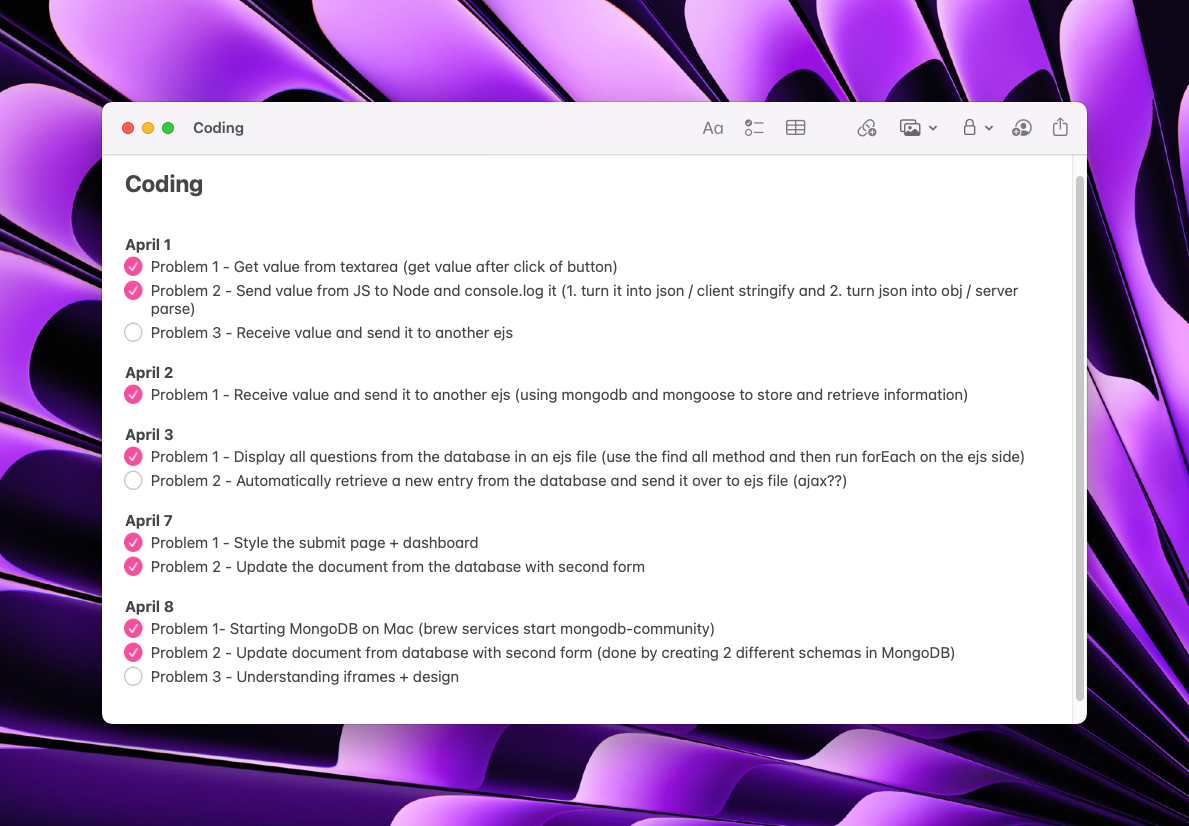 Coding
Aa
Coding
April 1
Problem 1 - Get value from textarea (get value after click of button)
Problem 2 - Send value from JS to Node and console.log it (1. turn it into json / client stringify and 2. turn json into obj / server
parse)
Problem 3 - Receive value and send it to another ejs
April 2
Problem 1 - Receive value and send it to another ejs (using mongodb and mongoose to store and retrieve information)
April 3
Problem 1 - Display all questions from the database in an ejs file (use the find all method and then run forEach on the ejs side)
Problem 2 - Automatically retrieve a new entry from the database and send it over to ejs file (ajax??)
April 7
Problem 1 - Style the submit page + dashboard
Problem 2 - Update the document from the database with second form
April 8
Problem 1- Starting MongoDB on Mac (brew services start mongodb-community)
Problem 2 - Update document from database with second form (done by creating 2 different schemas in MongoDB)
Problem 3 - Understanding iframes + design